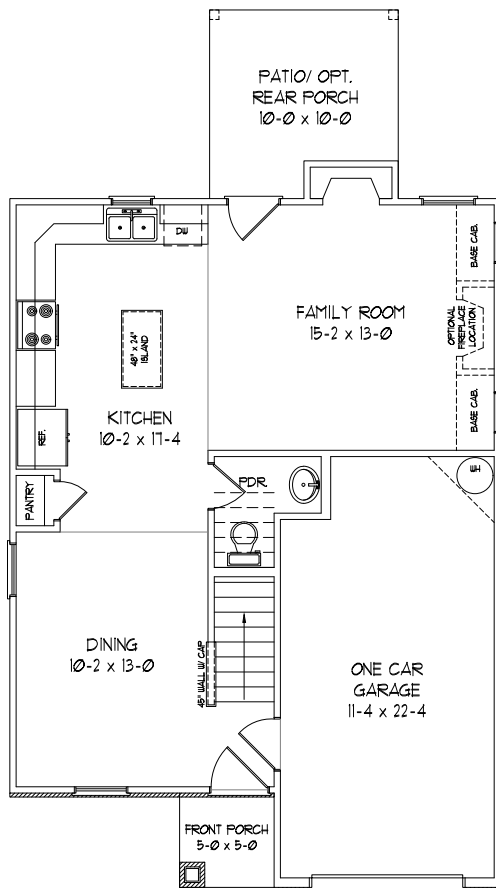 PATIO/ OPT.
REAR PORCH
10-0 x 10-0
DW
BASE CAB.
FAMILY ROOM
15-2 x 13-0
OPTIONAL
FIREPLACE
LOCATION
48" x 24"
ISLAND
BASE CAB.
KITCHEN
10-2 x 17-4
REF.
PANTRY
PDR.
DINING
10-2 x 13-0
45" WALL W/ CAP
ONE CAR
GARAGE
11-4 x 22-4
FRONT PORCH
5-0 x 5-0